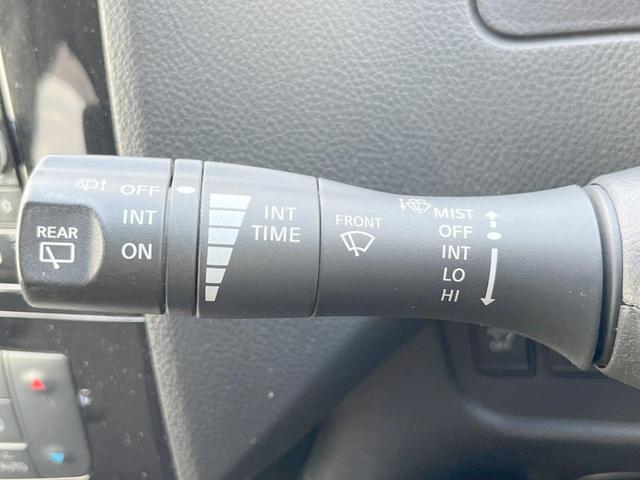 REAR
OFF
INT
ON
INT
TIME
FRONT
MIST
OFF
INT
LO
HI